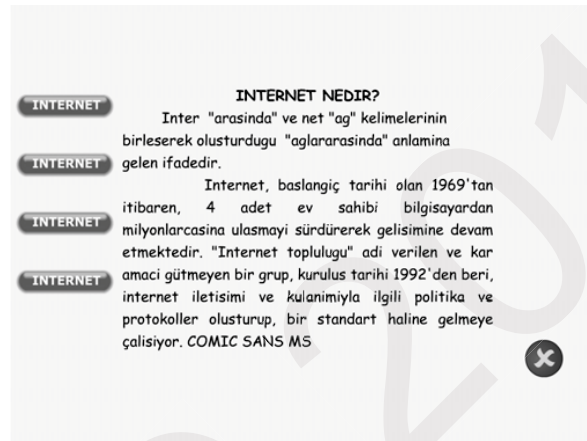 INTERNET NEDIR?
INTERNET
Inter "arasinda" ve net "ag" kelimelerinin
birleserek olusturdugu "aglararasinda" anlamina
INTERNET
gelen ifadedir.
Internet, baslangiç tarihi olan 1969'tan
itibaren, 4 adet ev sahibi bilgisayardan
INTERNET
milyonlarcasina ulasmayi sürdürerek gelisimine devam
etmektedir. "Internet toplulugu" adi verilen ve kar
INTERNET
amaci gütmeyen bir grup, kurulus tarihi 1992'den beri,
internet iletisimi ve kulanimiyla ilgili politika ve
protokoller olusturup, bir standart haline gelmeye
çalisiyor. COMIC SANS MS